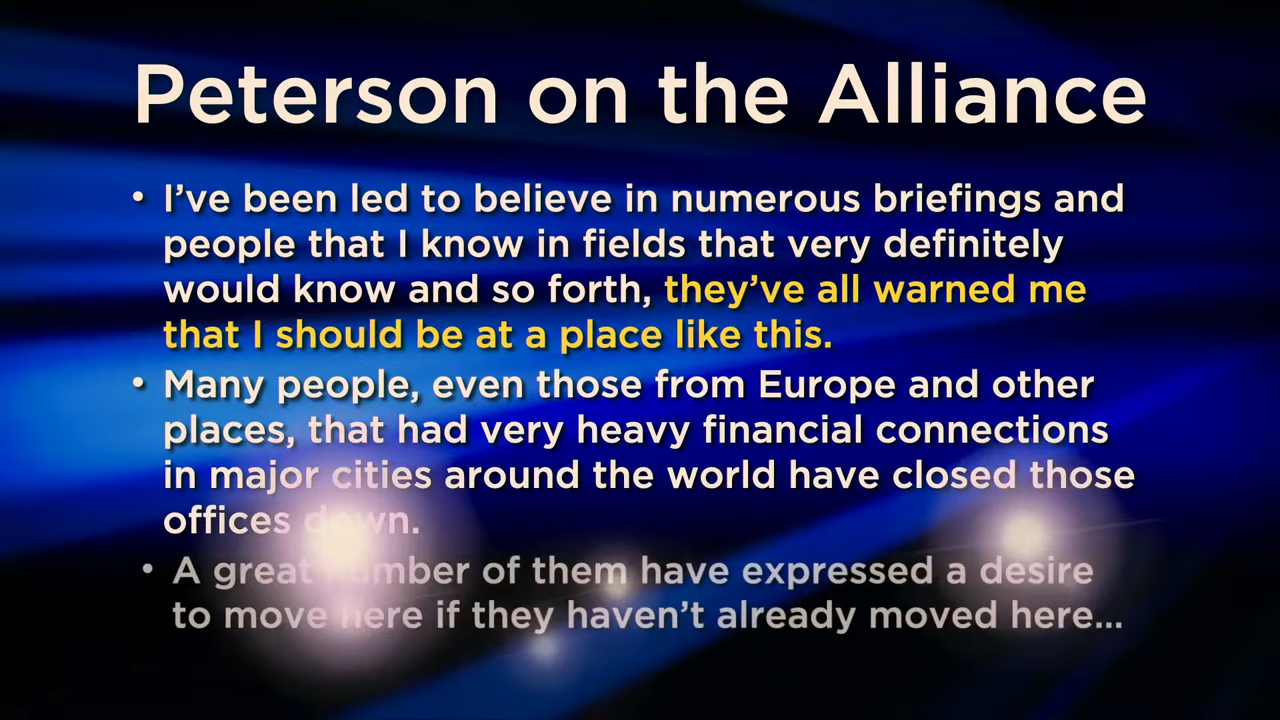 Peterson on the Alliance
• I’ve been led to believe in numerous briefings and
people that I know in fields that very definitely
would know and so forth, they’ve all warned me
that I should be at a place like this.
• Many people, even those from Europe and other
places, that had very heavy financial connections
in major cities around the world have closed those
offices down.
• A great number of them have expressed a desire
to move here if they haven’t already moved here...